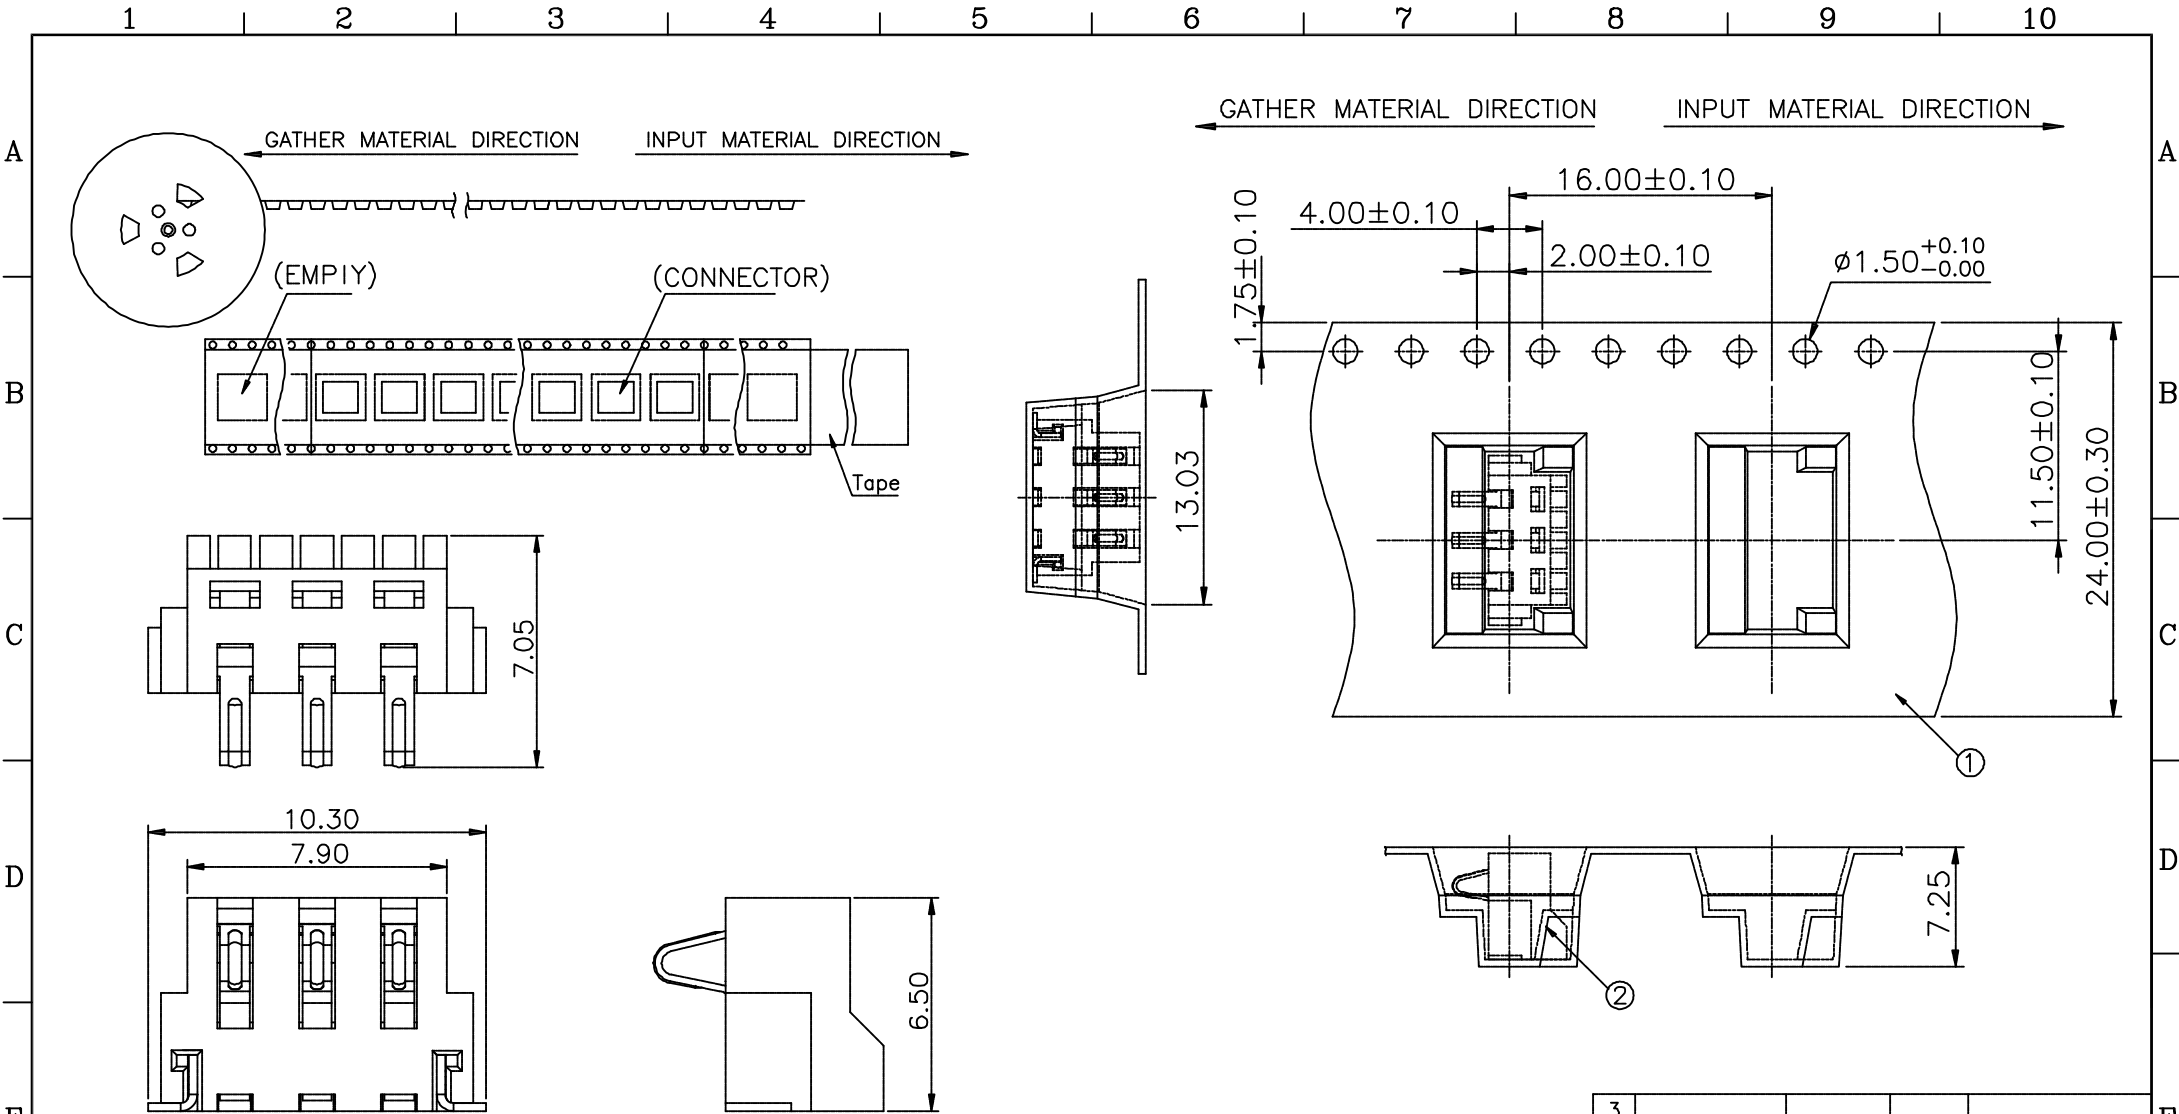 1 2 3 4 5 6 7 8 9 10
GATHER MATERIAL DIRECTION INPUT MATERIAL DIRECTION
A GATHER MATERIAL DIRECTION INPUT MATERIAL DIRECTION A
16.00±0.10
4.00±0.10
1.75±0.10
2.00±0.10
ø1.50 +0.10 -0.00
(EMPIY) (CONNECTOR)
B B
Tape
13.03
11.50±0.10
24.00±0.30
C C
7.05
1
10.30
7.90
D D
7.25
6.50
2
3